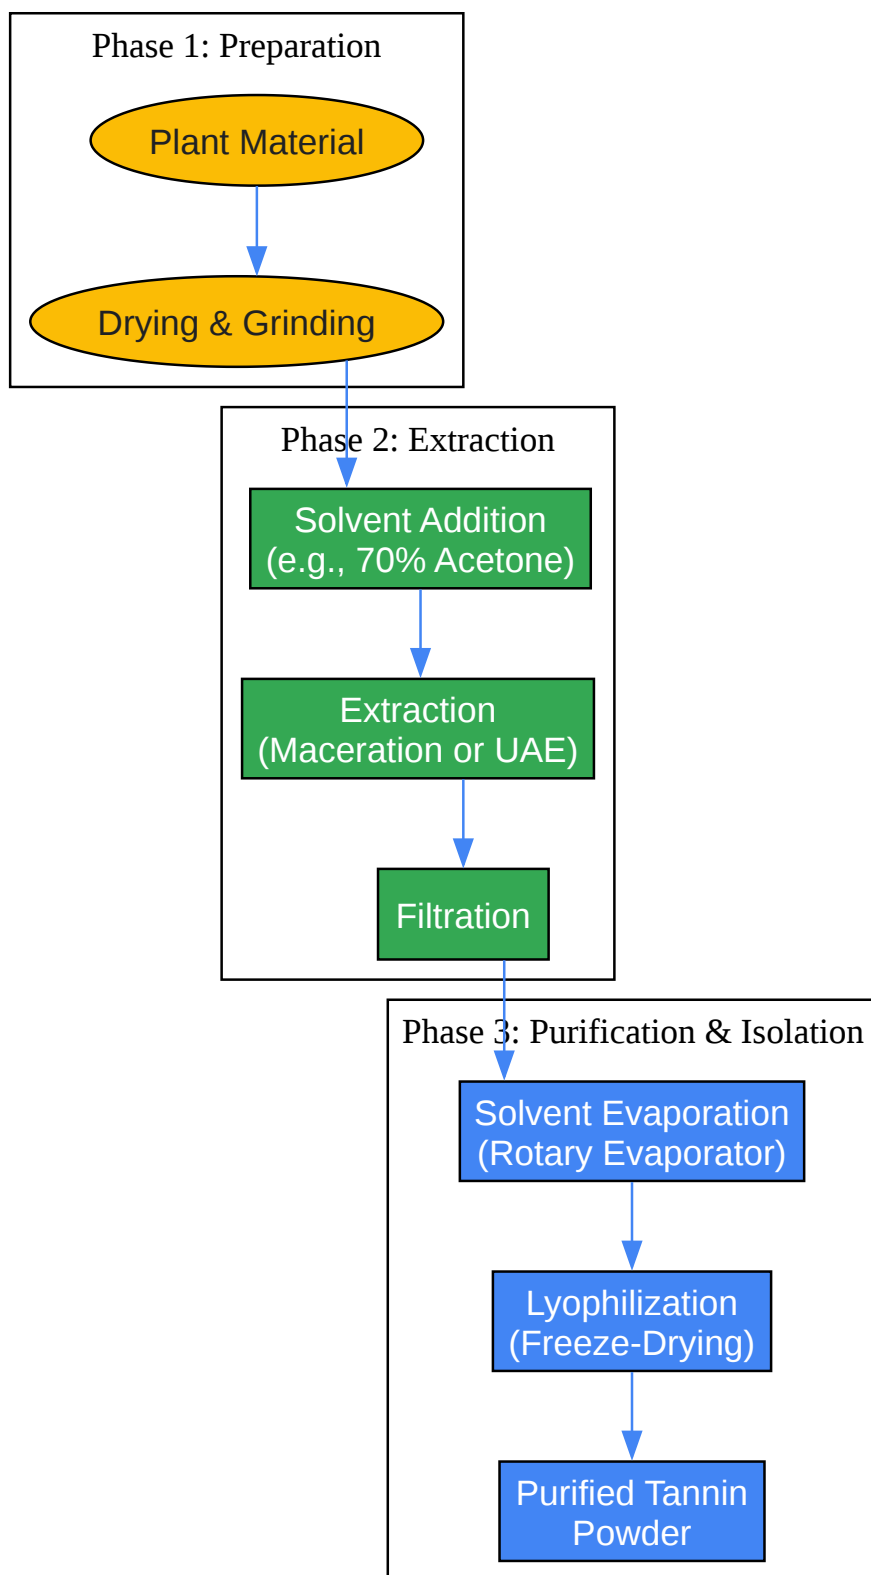 Phase 1: Preparation
Plant Material
Drying & Grinding
Phase 2: Extraction
Solvent Addition
(e.g., 70% Acetone)
Extraction
(Maceration or UAE)
Filtration
Phase 3: Purification & Isolation
Solvent Evaporation
(Rotary Evaporator)
Lyophilization
(Freeze-Drying)
Purified Tannin
Powder